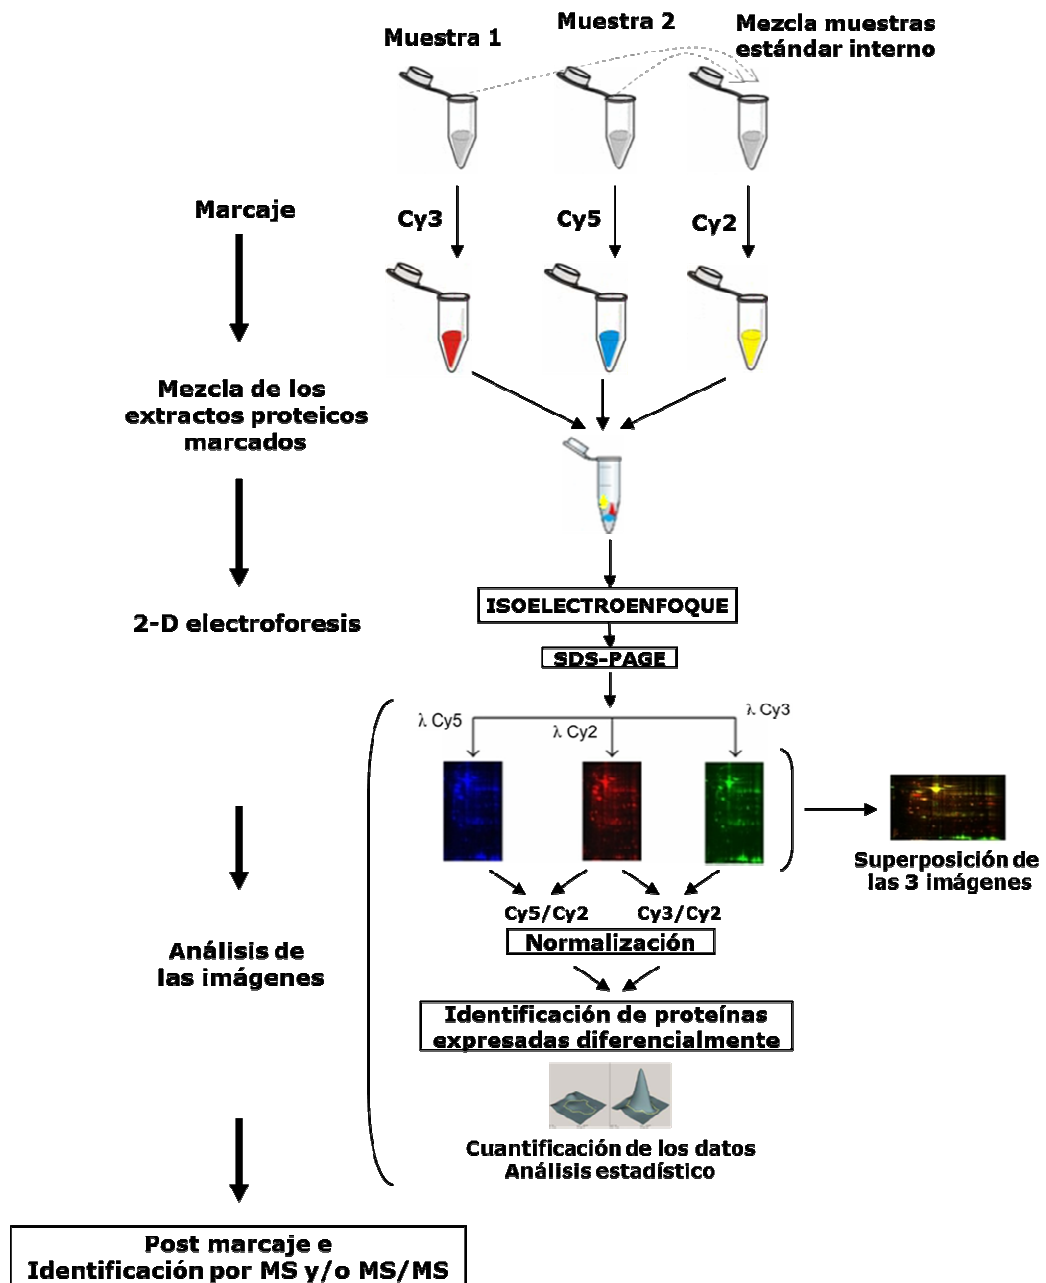 Muestra 1
Muestra 2
Mezcla muestras
estándar interno
Marcaje
Cy3
Cy5
Cy2
Mezcla de los
extractos proteicos
marcados
2-D electroforesis
ISOELECTROENFOQUE
SDS-PAGE
λ Cy5
λ Cy2
λ Cy3
Superposición de
las 3 imágenes
Cy5/Cy2
Cy3/Cy2
Normalización
Análisis de
las imágenes
Identificación de proteínas
expresadas diferencialmente
Cuantificación de los datos
Análisis estadístico
Post marcaje e
Identificación por MS y/o MS/MS